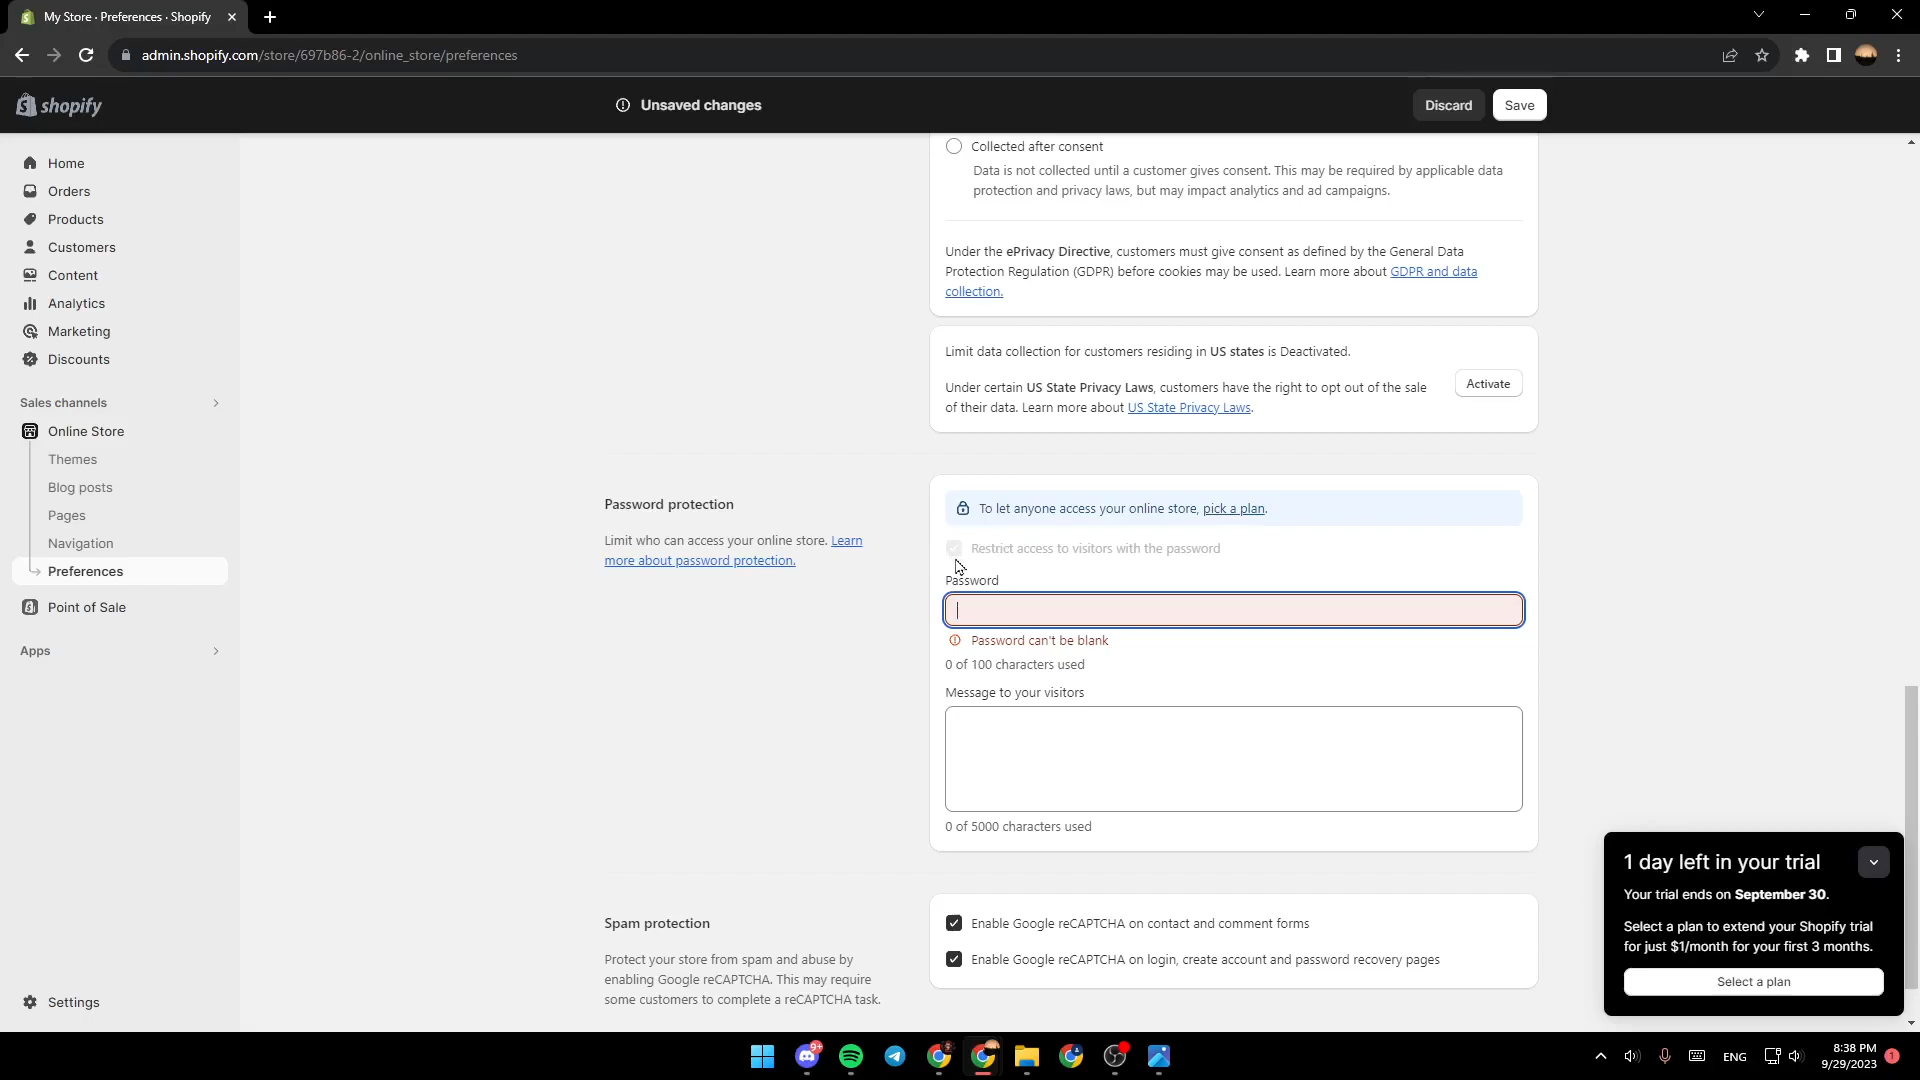 My Store · Preferences · Shopify
admin.shopify.com/store/697b86-2/online_store/preferences
shopify
Unsaved changes
Discard
Save
Home
Orders
Products
Customers
Content
Analytics
Marketing
Discounts
Sales channels
Online Store
Themes
Blog posts
Pages
Navigation
Preferences
Point of Sale
Apps
Settings
Collected after consent
Data is not collected until a customer gives consent. This may be required by applicable data
protection and privacy laws, but may impact analytics and ad campaigns.
Under the ePrivacy Directive, customers must give consent as defined by the General Data
Protection Regulation (GDPR) before cookies may be used. Learn more about GDPR and data
collection.
Limit data collection for customers residing in US states is Deactivated.
Under certain US State Privacy Laws, customers have the right to opt out of the sale
of their data. Learn more about US State Privacy Laws.
Activate
Password protection
Limit who can access your online store. Learn
more about password protection.
To let anyone access your online store, pick a plan.
Restrict access to visitors with the password
Password
Password can't be blank
0 of 100 characters used
Message to your visitors
0 of 5000 characters used
Spam protection
Protect your store from spam and abuse by
enabling Google reCAPTCHA. This may require
some customers to complete a reCAPTCHA task.
Enable Google reCAPTCHA on contact and comment forms
Enable Google reCAPTCHA on login, create account and password recovery pages
1 day left in your trial
Your trial ends on September 30.
Select a plan to extend your Shopify trial
for just $1/month for your first 3 months.
Select a plan
9+
ENG
8:38 PM
9/29/2023
1